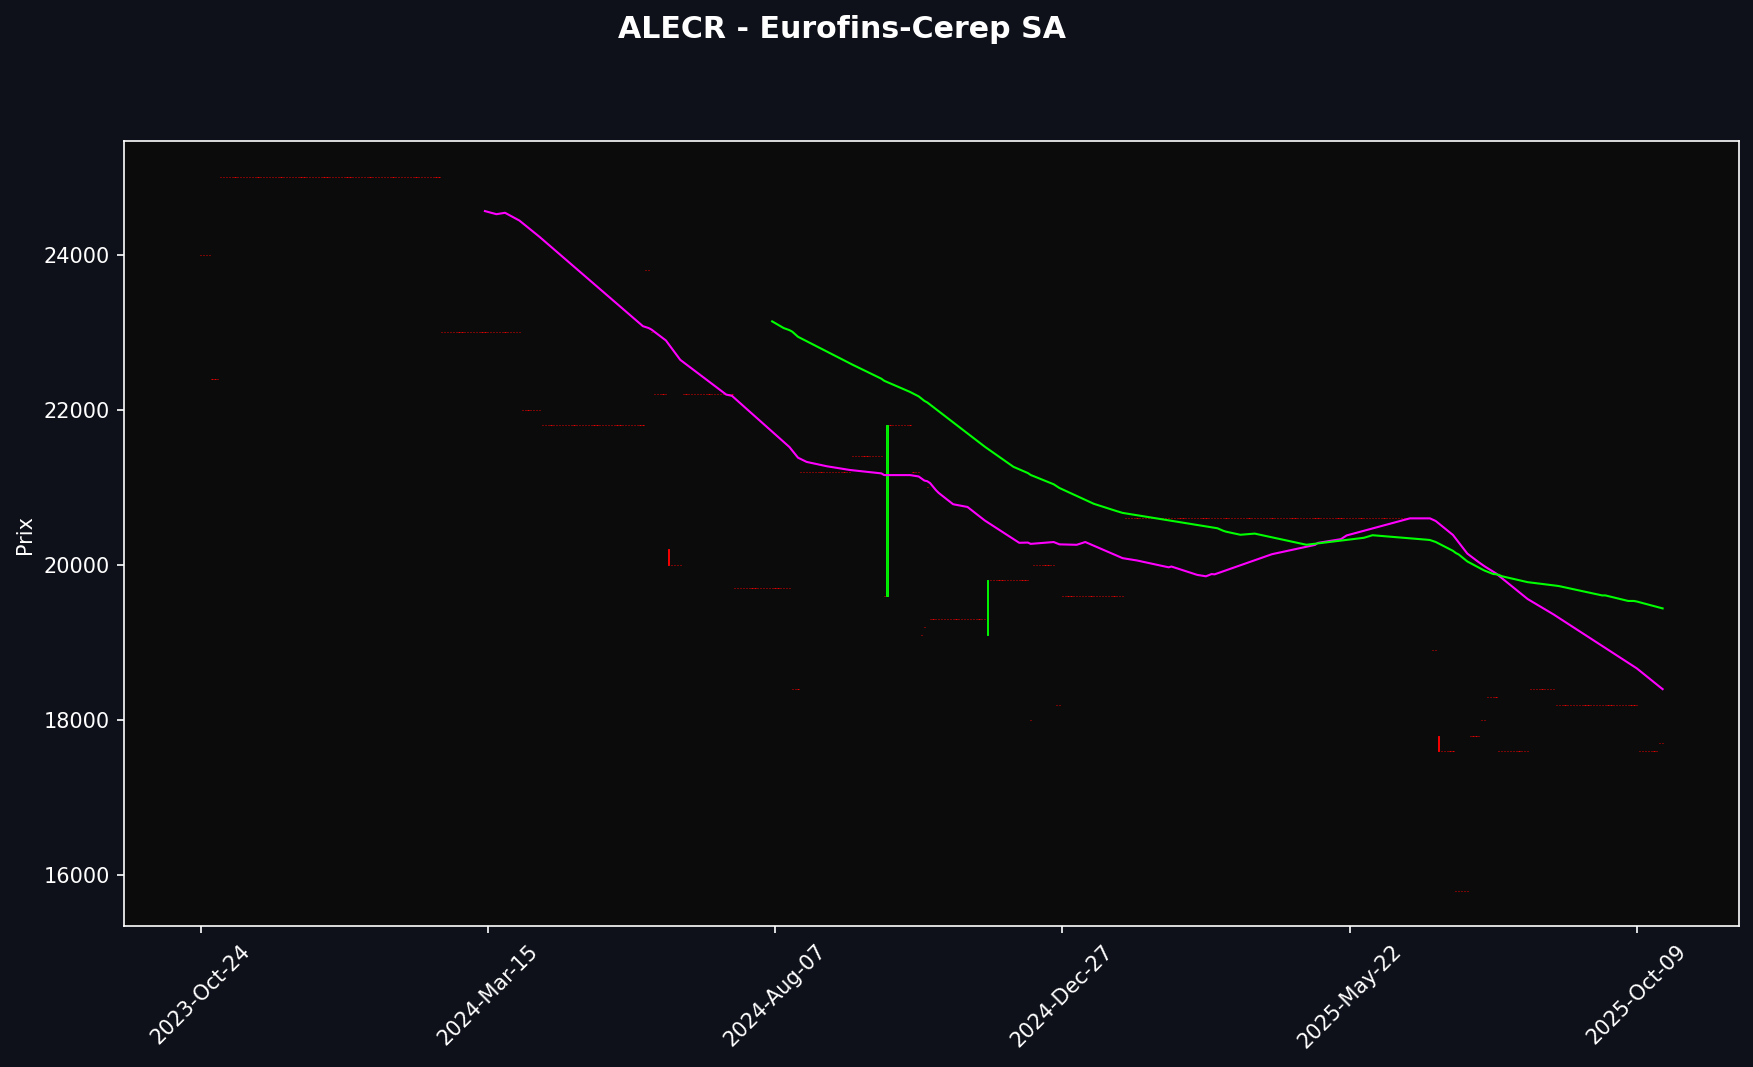 ALECR - Eurofins-Cerep SA
Prix
24000
22000
20000
18000
16000
2023-Oct-24
2024-Mar-15
2024-Aug-07
2024-Dec-27
2025-May-22
2025-Oct-09